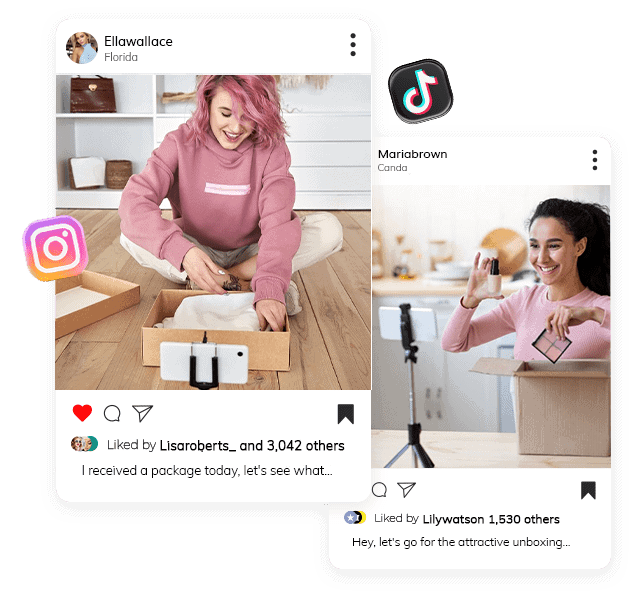 Ellawallace
Florida
Liked by Lisaroberts_ and 3,042 others
I received a package today, let's see what...
Mariabrown
Canda
Liked by Lilywatson 1,530 others
Hey, let's go for the attractive unboxing...